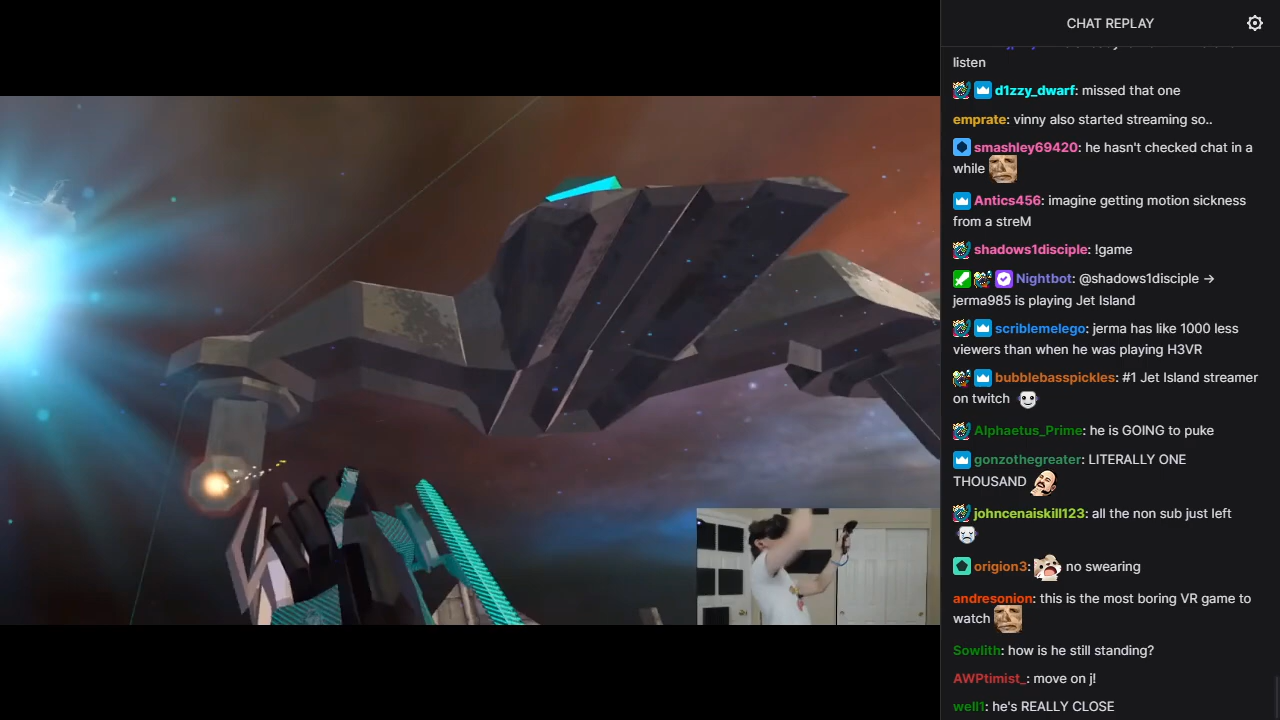 CHAT REPLAY
listen
d1zzy_dwarf: missed that one
emprate: vinny also started streaming so..
smashley69420: he hasn't checked chat in a
while
Antics456: imagine getting motion sickness
from a streM
shadows1disciple: !game
Nightbot: @shadows1disciple →
jerma985 is playing Jet Island
scriblemelego: jerma has like 1000 less
viewers than when he was playing H3VR
bubblebasspickles: #1 Jet Island streamer
on twitch
Alphaetus_Prime: he is GOING to puke
gonzothegreater: LITERALLY ONE
THOUSAND
johncenaiskill123: all the non sub just left
origion3: no swearing
andresonion: this is the most boring VR game to
watch
Sowlith: how is he still standing?
AWPtimist_: move on j!
well1: he's REALLY CLOSE